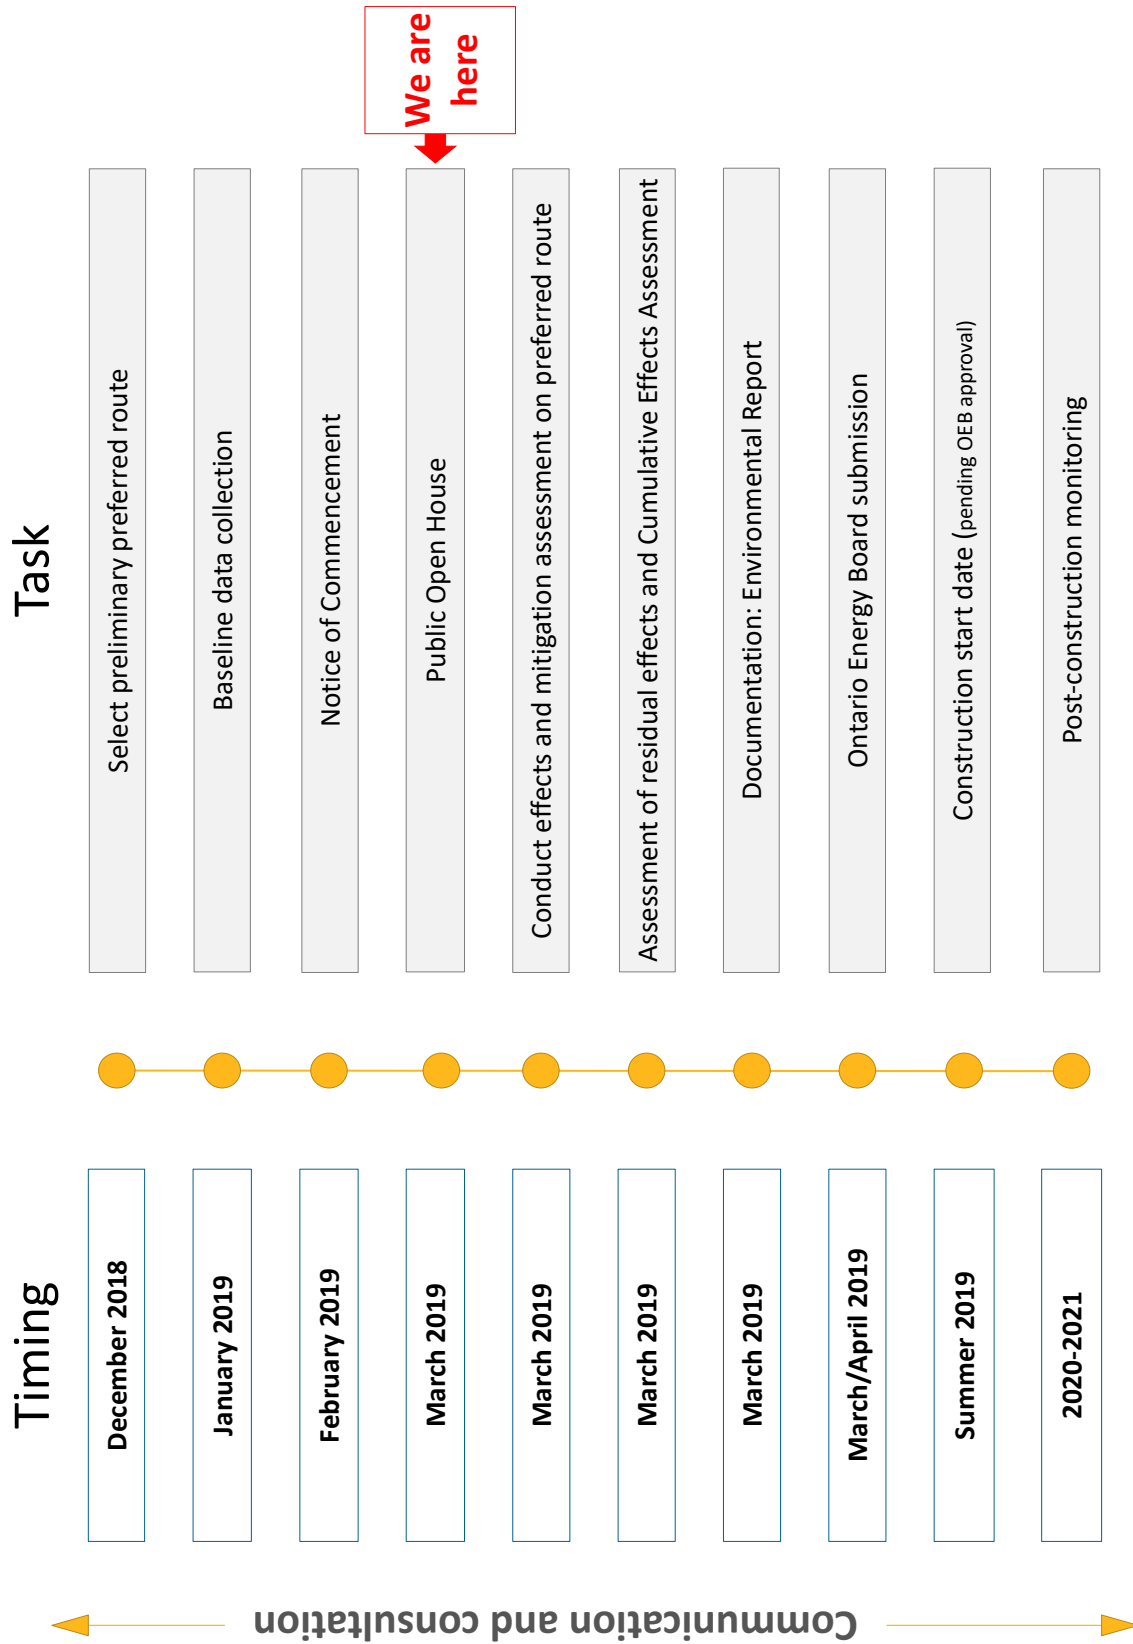 Timing
Task
Communication and consultation
December 2018
Select preliminary preferred route
January 2019
Baseline data collection
February 2019
Notice of Commencement
March 2019
Public Open House
We are
here
March 2019
Conduct effects and mitigation assessment on preferred route
March 2019
Assessment of residual effects and Cumulative Effects Assessment
March 2019
Documentation: Environmental Report
March/April 2019
Ontario Energy Board submission
Summer 2019
Construction start date (pending OEB approval)
2020-2021
Post-construction monitoring